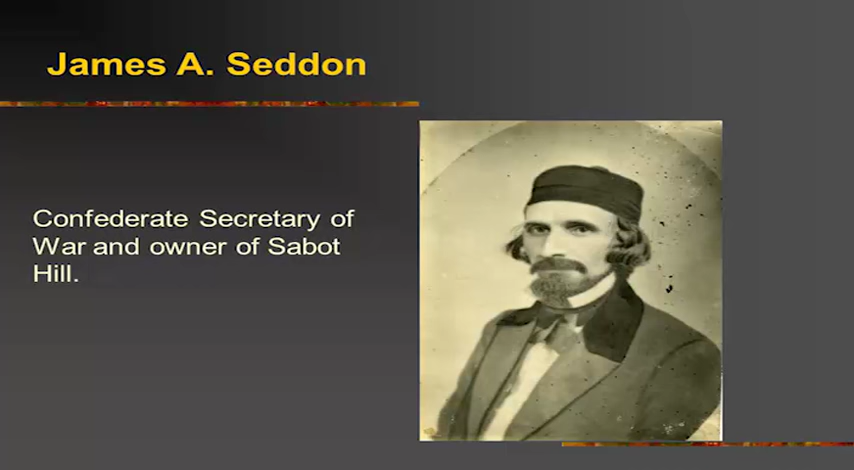 James A. Seddon
Confederate Secretary of
War and owner of Sabot
Hill.